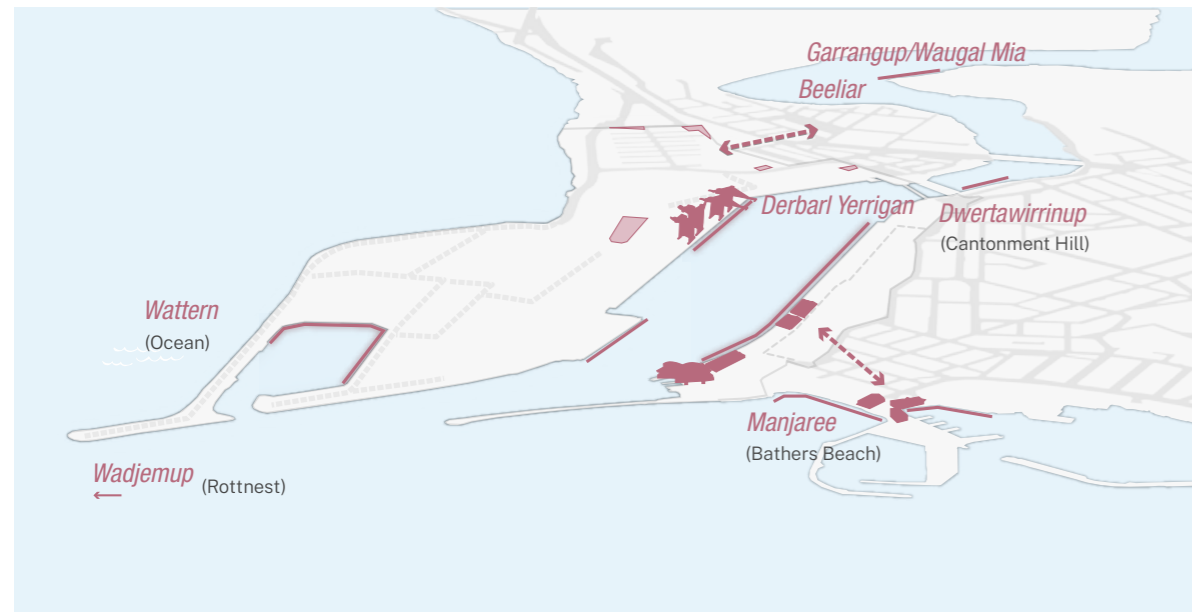 Garrangup/Waugal Mia
Beeliar
Derbarl Yerrigan
Dwertawirrinup
(Cantonment Hill)
Wattern
(Ocean)
Manjaree
(Bathers Beach)
Wadjemup (Rottnest)